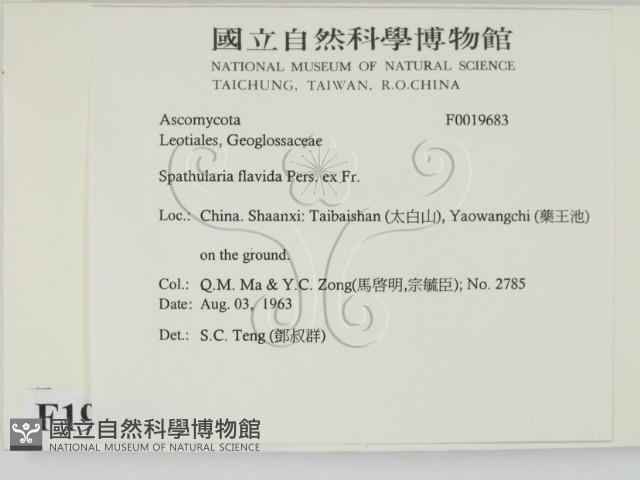 國立自然科學博物館
NATIONAL MUSEUM OF NATURAL SCIENCE
TAICHUNG, TAIWAN, R.O.CHINA
Ascomycota F0019683
Leotiales, Geoglossaceae
Spathularia flavida Pers. ex Fr.
Loc.: China. Shaanxi: Taibaishan (太白山), Yaowangchi (藥王池)
on the ground.
Col.: Q.M. Ma & Y.C. Zong(馬啓明,宗毓臣); No. 2785
Date: Aug. 03, 1963
Det.: S.C. Teng (鄧叔群)
F19
國立自然科學博物館
NATIONAL MUSEUM OF NATURAL SCIENCE